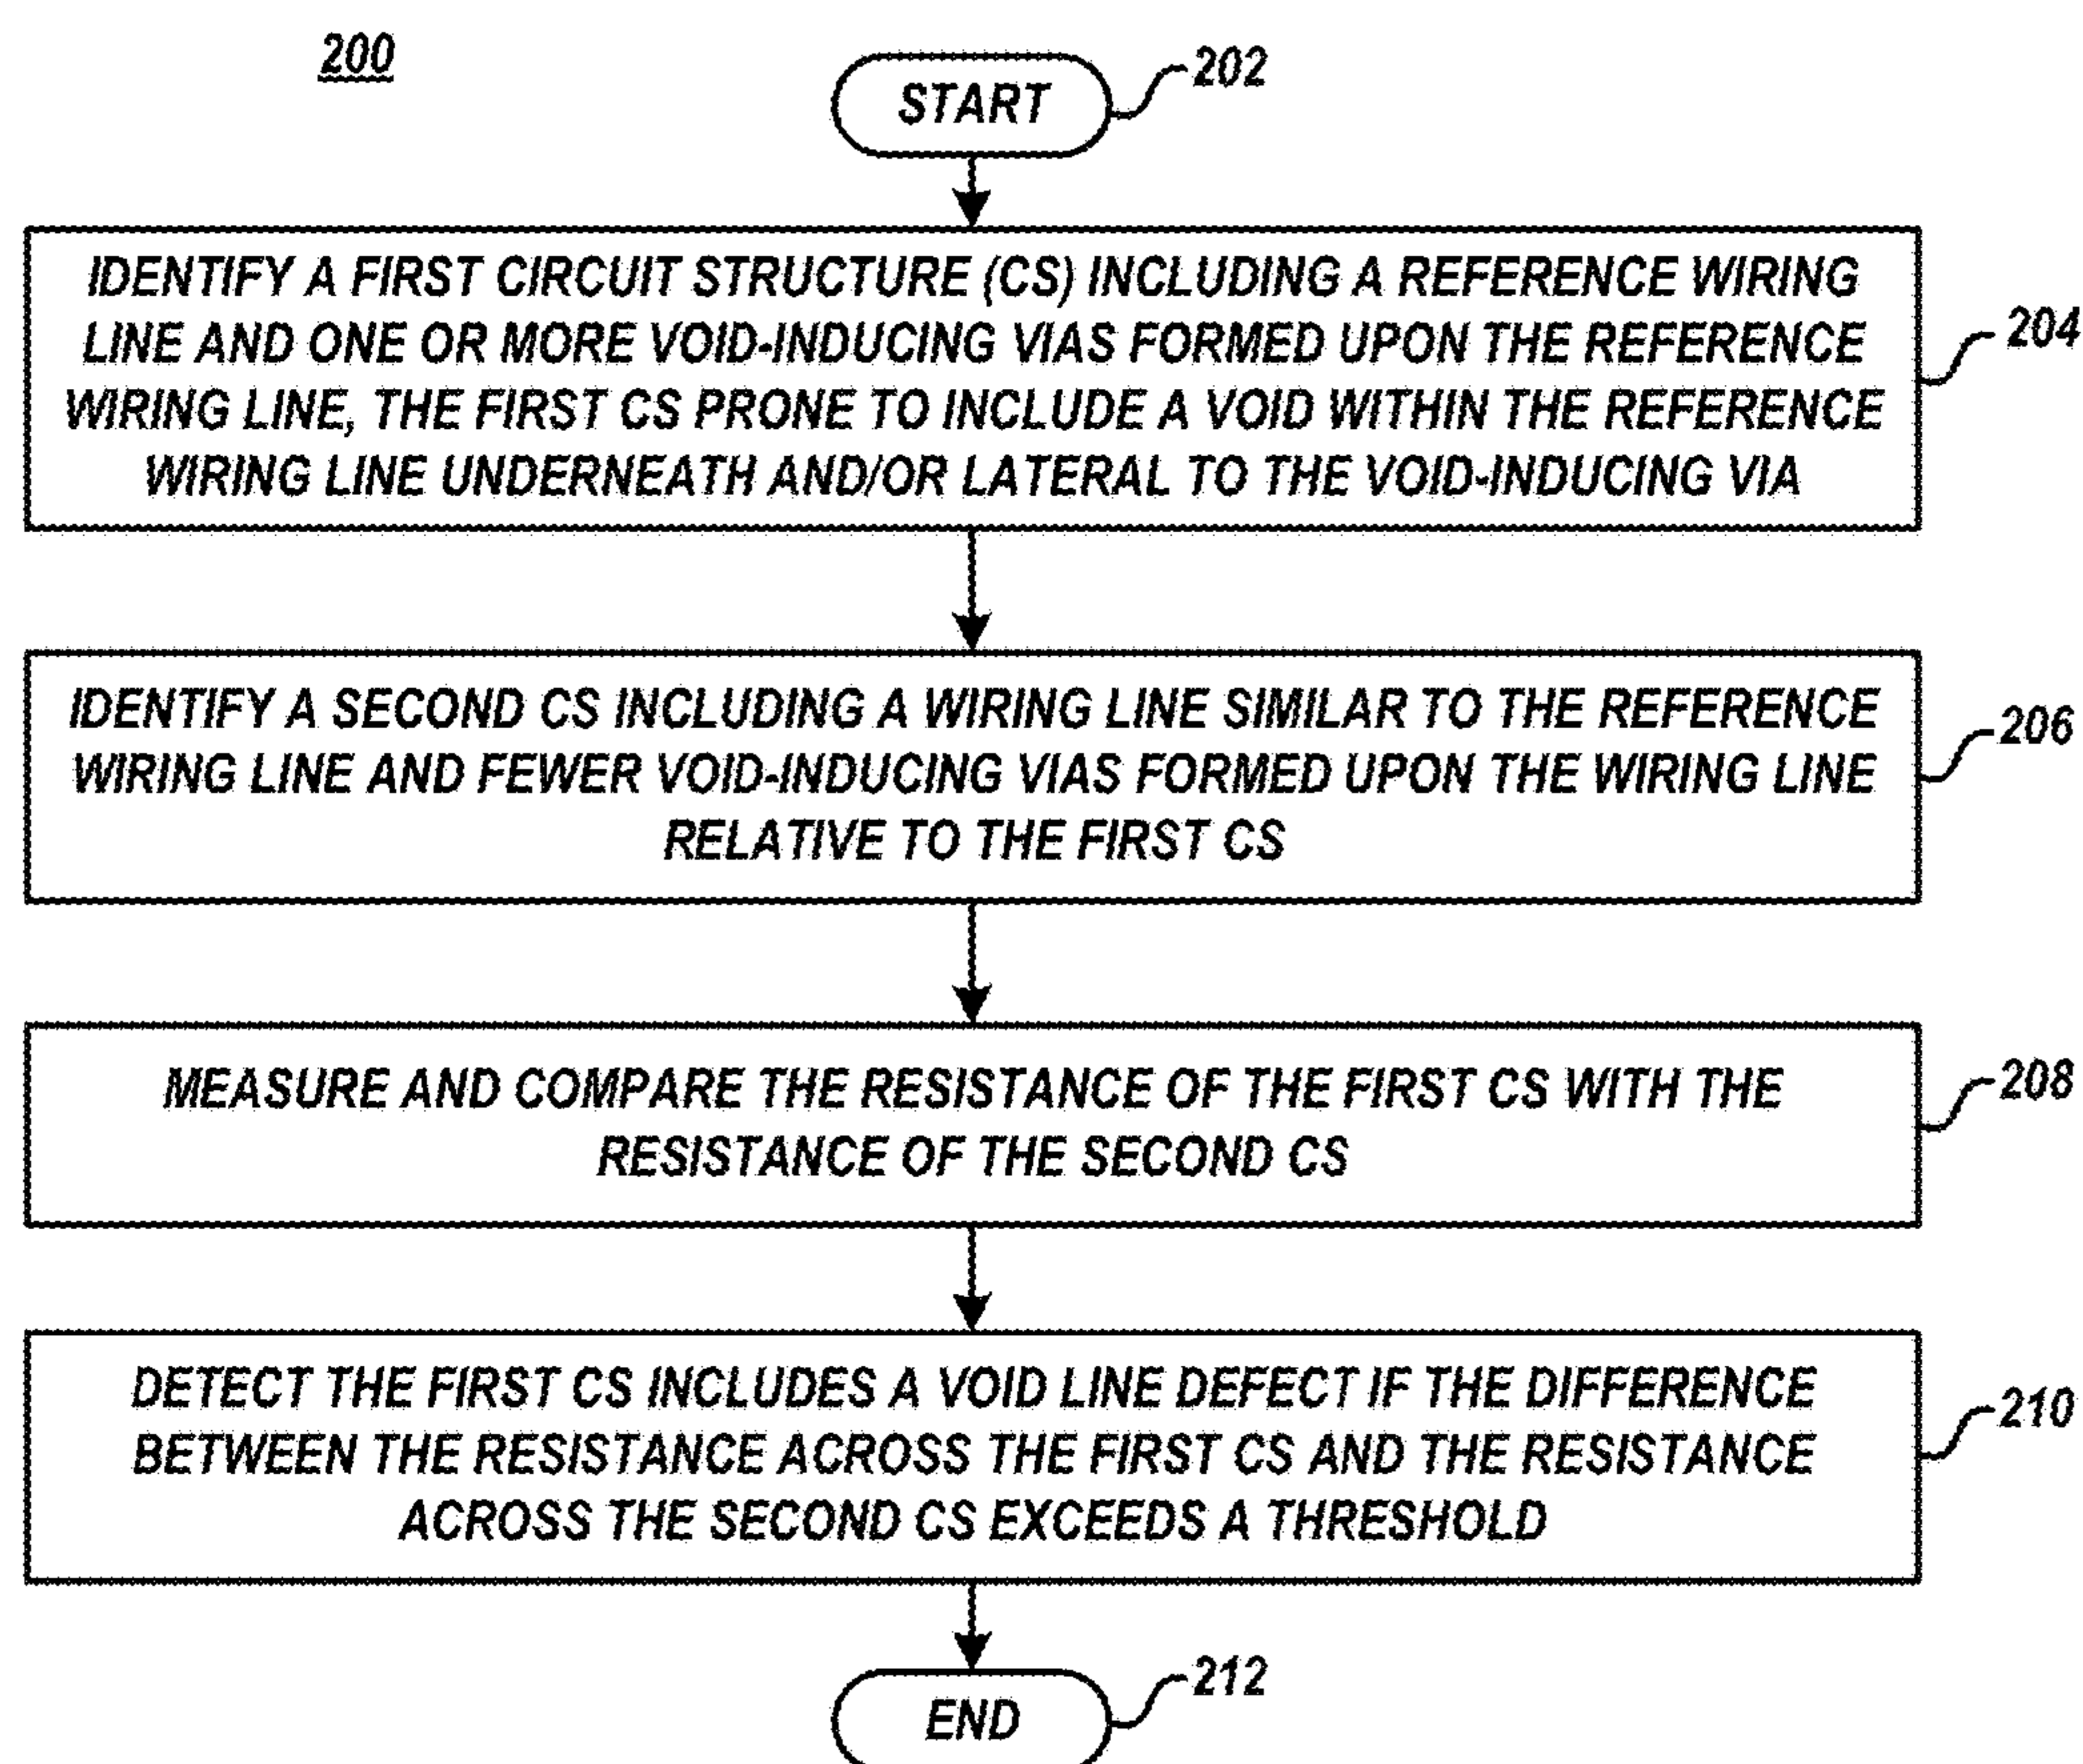 200
START
202
IDENTIFY A FIRST CIRCUIT STRUCTURE (CS) INCLUDING A REFERENCE WIRING
LINE AND ONE OR MORE VOID-INDUCING VIAS FORMED UPON THE REFERENCE
WIRING LINE, THE FIRST CS PRONE TO INCLUDE A VOID WITHIN THE REFERENCE
WIRING LINE UNDERNEATH AND/OR LATERAL TO THE VOID-INDUCING VIA
204
IDENTIFY A SECOND CS INCLUDING A WIRING LINE SIMILAR TO THE REFERENCE
WIRING LINE AND FEWER VOID-INDUCING VIAS FORMED UPON THE WIRING LINE
RELATIVE TO THE FIRST CS
206
MEASURE AND COMPARE THE RESISTANCE OF THE FIRST CS WITH THE
RESISTANCE OF THE SECOND CS
208
DETECT THE FIRST CS INCLUDES A VOID LINE DEFECT IF THE DIFFERENCE
BETWEEN THE RESISTANCE ACROSS THE FIRST CS AND THE RESISTANCE
ACROSS THE SECOND CS EXCEEDS A THRESHOLD
210
END
212